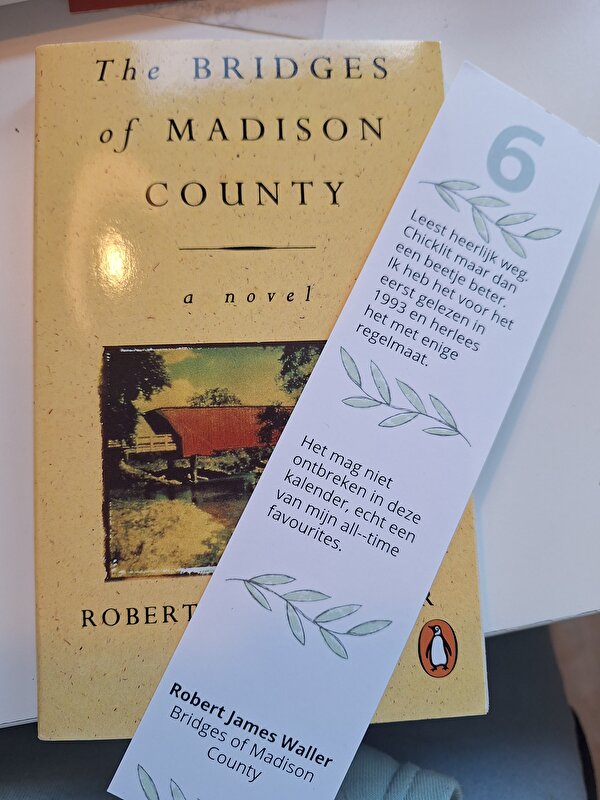 The BRIDGES
of MADISON
COUNTY
a novel
ROBERT
R
6
Leest heerlijk weg.
Chicklit maar dan
een beetje beter.
Ik heb het voor het
eerst gelezen in
1993 en herlees
het met enige
regelmaat.
Het mag niet
ontbreken in deze
kalender, echt een
van mijn all--time
favourites.
Robert James Waller
Bridges of Madison
County